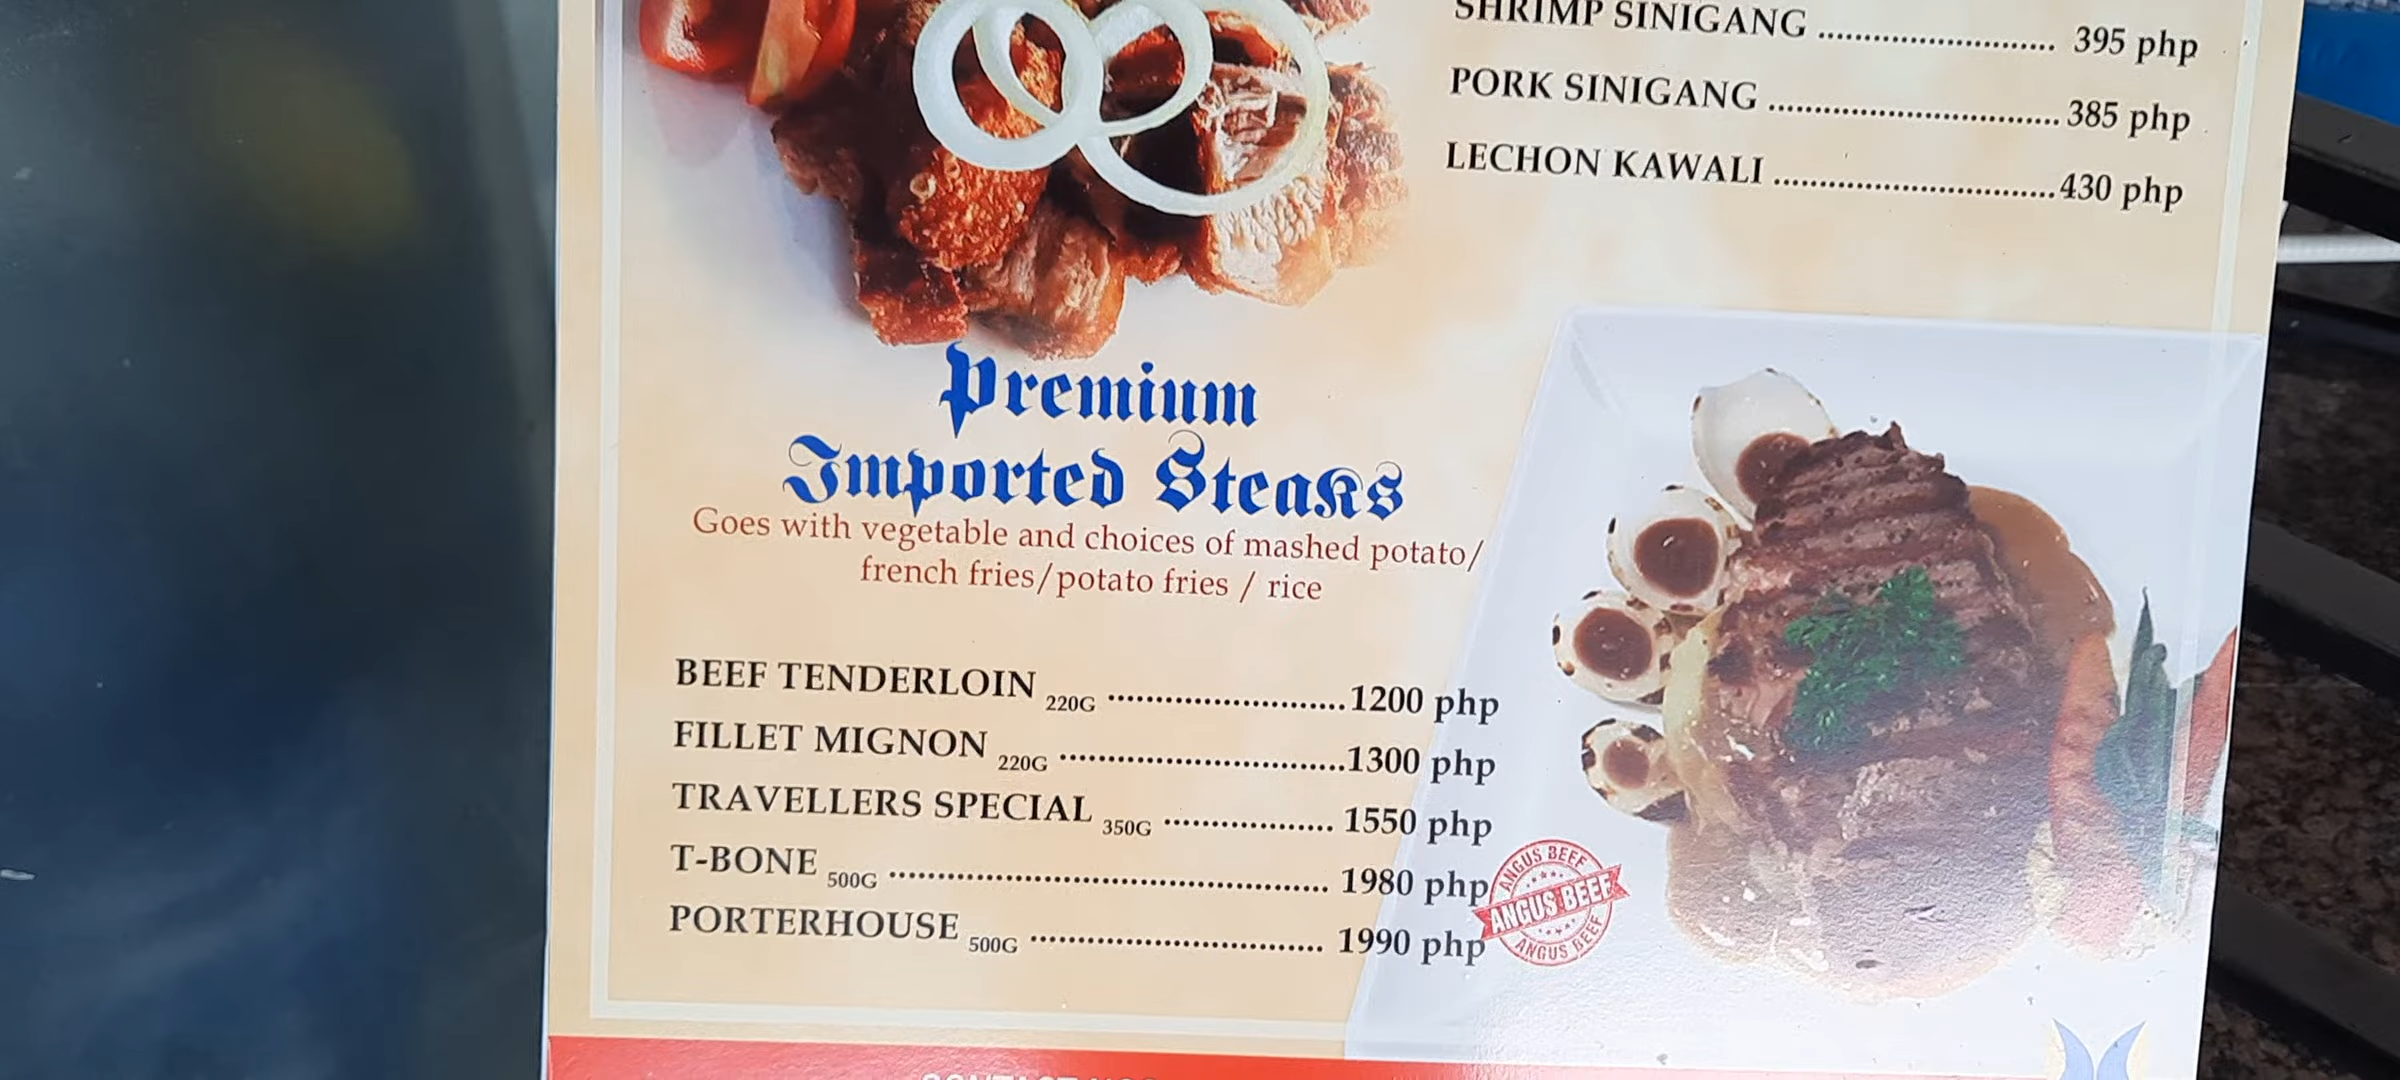 SHRIMP SINIGANG ........................... 395 php
PORK SINIGANG ................................. 385 php
LECHON KAWALI ................................ 430 php
Premium
Imported Steaks
Goes with vegetable and choices of mashed potato/
french fries/potato fries / rice
BEEF TENDERLOIN 220G ........................... 1200 php
FILLET MIGNON 220G ................................. 1300 php
TRAVELLERS SPECIAL 350G ................... 1550 php
T-BONE 500G .................................................. 1980 php
PORTERHOUSE 500G ................................. 1990 php
ANGUS BEEF
ANGUS BEEF
ANGUS BEEF